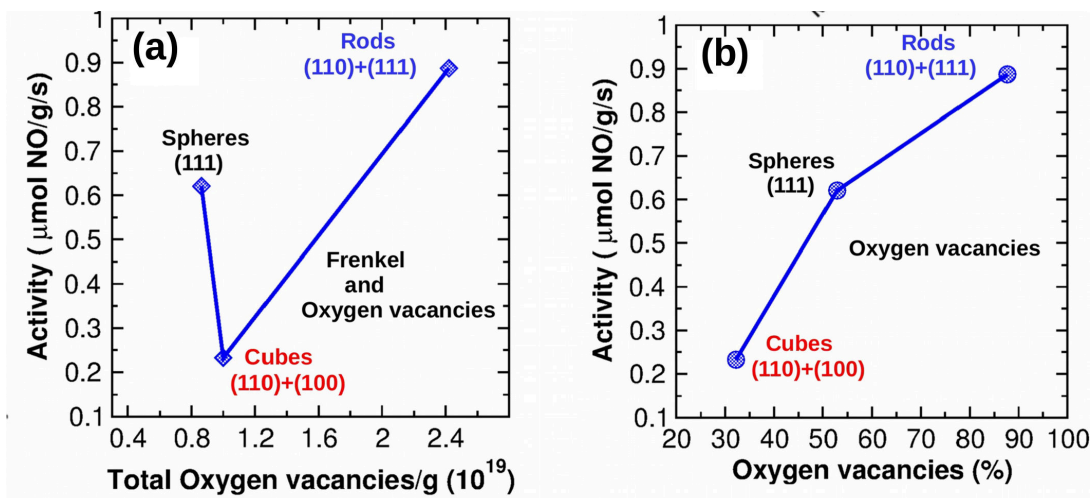 (a)
Rods
(110)+(111)
Spheres
(111)
Frenkel
and
Oxygen vacancies
Cubes
(110)+(100)
Activity ( μmol NO/g/s)
1
0.9
0.8
0.7
0.6
0.5
0.4
0.3
0.2
0.1
0.4 0.8 1.2 1.6 2 2.4
Total Oxygen vacancies/g (10¹⁹)
(b)
Rods
(110)+(111)
Spheres
(111)
Oxygen vacancies
Cubes
(110)+(100)
Activity ( μmol NO/g/s)
1
0.9
0.8
0.7
0.6
0.5
0.4
0.3
0.2
0.1
20 30 40 50 60 70 80 90 100
Oxygen vacancies (%)